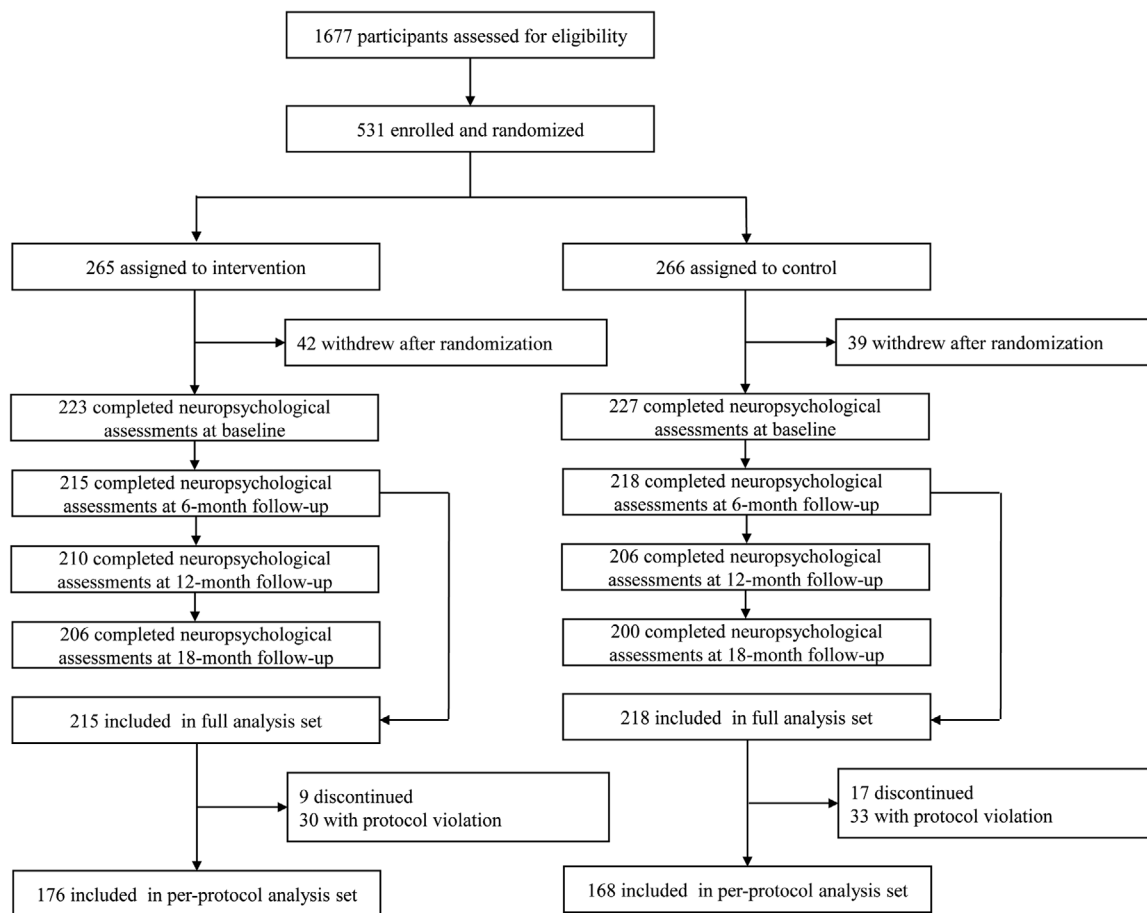 1677 participants assessed for eligibility
531 enrolled and randomized
265 assigned to intervention
266 assigned to control
42 withdrew after randomization
39 withdrew after randomization
223 completed neuropsychological
assessments at baseline
227 completed neuropsychological
assessments at baseline
215 completed neuropsychological
assessments at 6-month follow-up
218 completed neuropsychological
assessments at 6-month follow-up
210 completed neuropsychological
assessments at 12-month follow-up
206 completed neuropsychological
assessments at 12-month follow-up
206 completed neuropsychological
assessments at 18-month follow-up
200 completed neuropsychological
assessments at 18-month follow-up
215 included in full analysis set
218 included in full analysis set
9 discontinued
30 with protocol violation
17 discontinued
33 with protocol violation
176 included in per-protocol analysis set
168 included in per-protocol analysis set